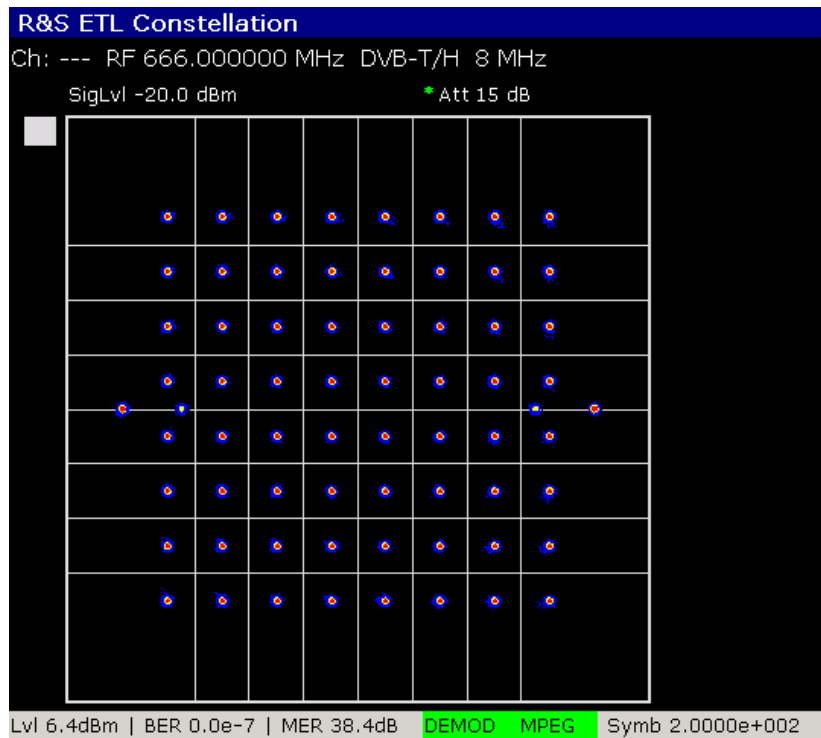 R&S ETL Constellation
Ch: --- RF 666.000000 MHz DVB-T/H 8 MHz
SigLvl -20.0 dBm * Att 15 dB
Lvl 6.4dBm | BER 0.0e-7 | MER 38.4dB DEMOD MPEG Symb 2.0000e+002